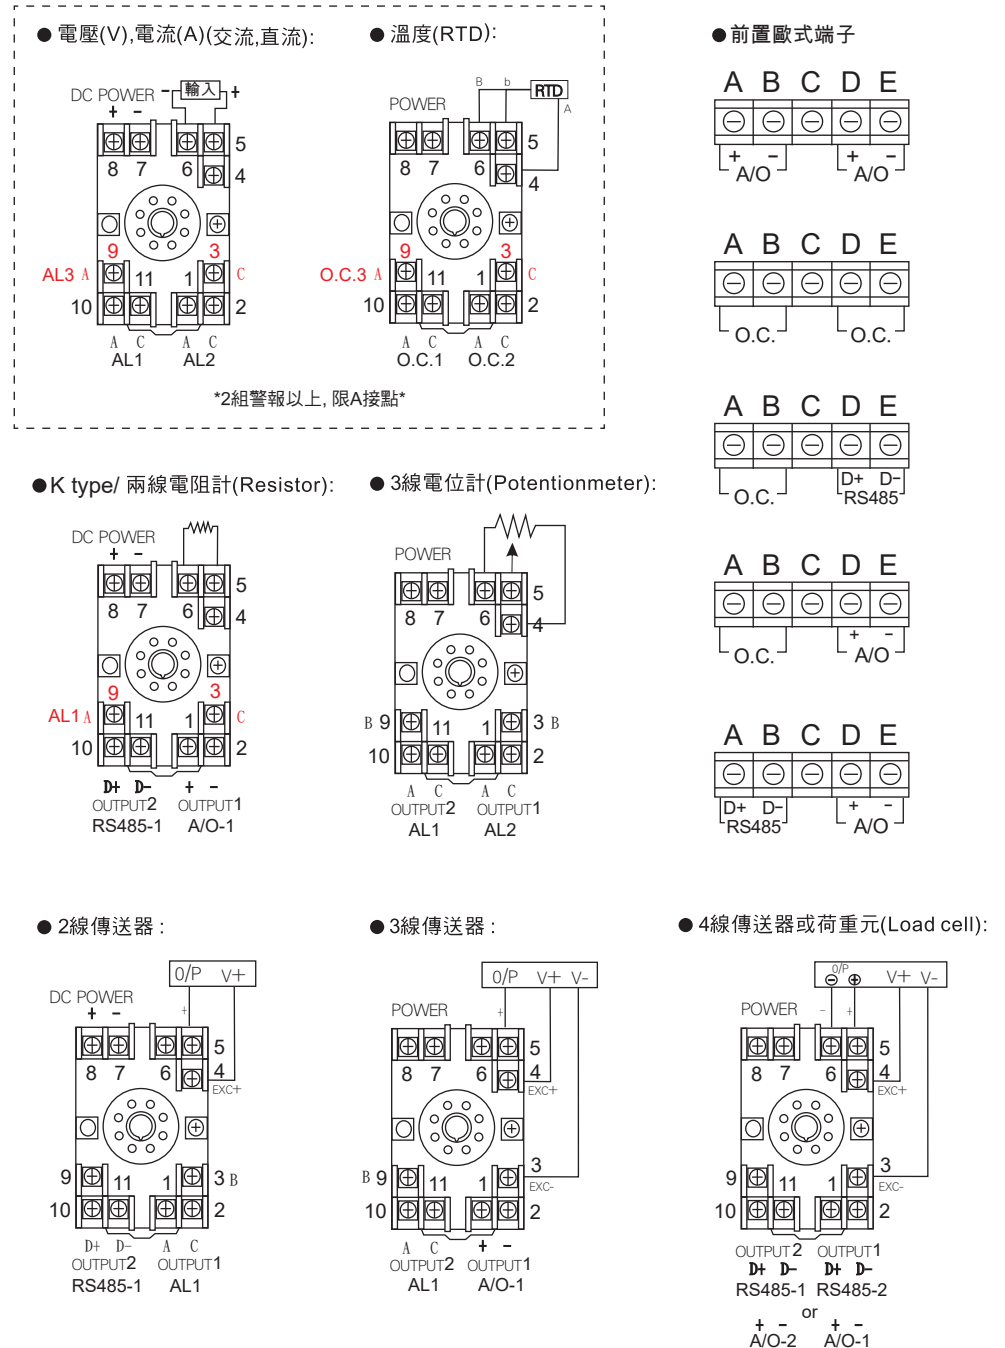 ● 電壓(V),電流(A)(交流,直流):
DC POWER
+ −
− 輸入 +
8 7 6 5
4
9 3
AL3 A 11 1 C
10 2
A C A C
AL1 AL2
● 溫度(RTD):
POWER
B b RTD
A
8 7 6 5
4
9 3
O.C.3 A 11 1 C
10 2
A C A C
O.C.1 O.C.2
*2組警報以上, 限A接點*
● 前置歐式端子
A B C D E
+ − + −
A/O A/O
A B C D E
O.C. O.C.
A B C D E
O.C. D+ D−
RS485
A B C D E
O.C. + −
A/O
A B C D E
D+ D− + −
RS485 A/O
● K type/ 兩線電阻計(Resistor):
DC POWER
+ −
8 7 6 5
4
9 3
AL1 A 11 1 C
10 2
D+ D− + −
OUTPUT2 OUTPUT1
RS485-1 A/O-1
● 3線電位計(Potentionmeter):
POWER
8 7 6 5
4
B 9 11 1 3 B
10 2
A C A C
OUTPUT2 OUTPUT1
AL1 AL2
● 2線傳送器 :
O/P V+
DC POWER
+ − +
8 7 6 5
4
EXC+
9 11 1 3 B
10 2
D+ D− A C
OUTPUT2 OUTPUT1
RS485-1 AL1
● 3線傳送器 :
O/P V+ V-
POWER +
8 7 6 5
4
EXC+
3
B 9 11 1 EXC-
10 2
A C + −
OUTPUT2 OUTPUT1
AL1 A/O-1
● 4線傳送器或荷重元(Load cell):
O/P
⊖ ⊕ V+ V-
POWER − +
8 7 6 5
4
EXC+
3
9 11 1 EXC-
10 2
OUTPUT2 OUTPUT1
D+ D− D+ D−
RS485-1 RS485-2
or
+ − + −
A/O-2 A/O-1